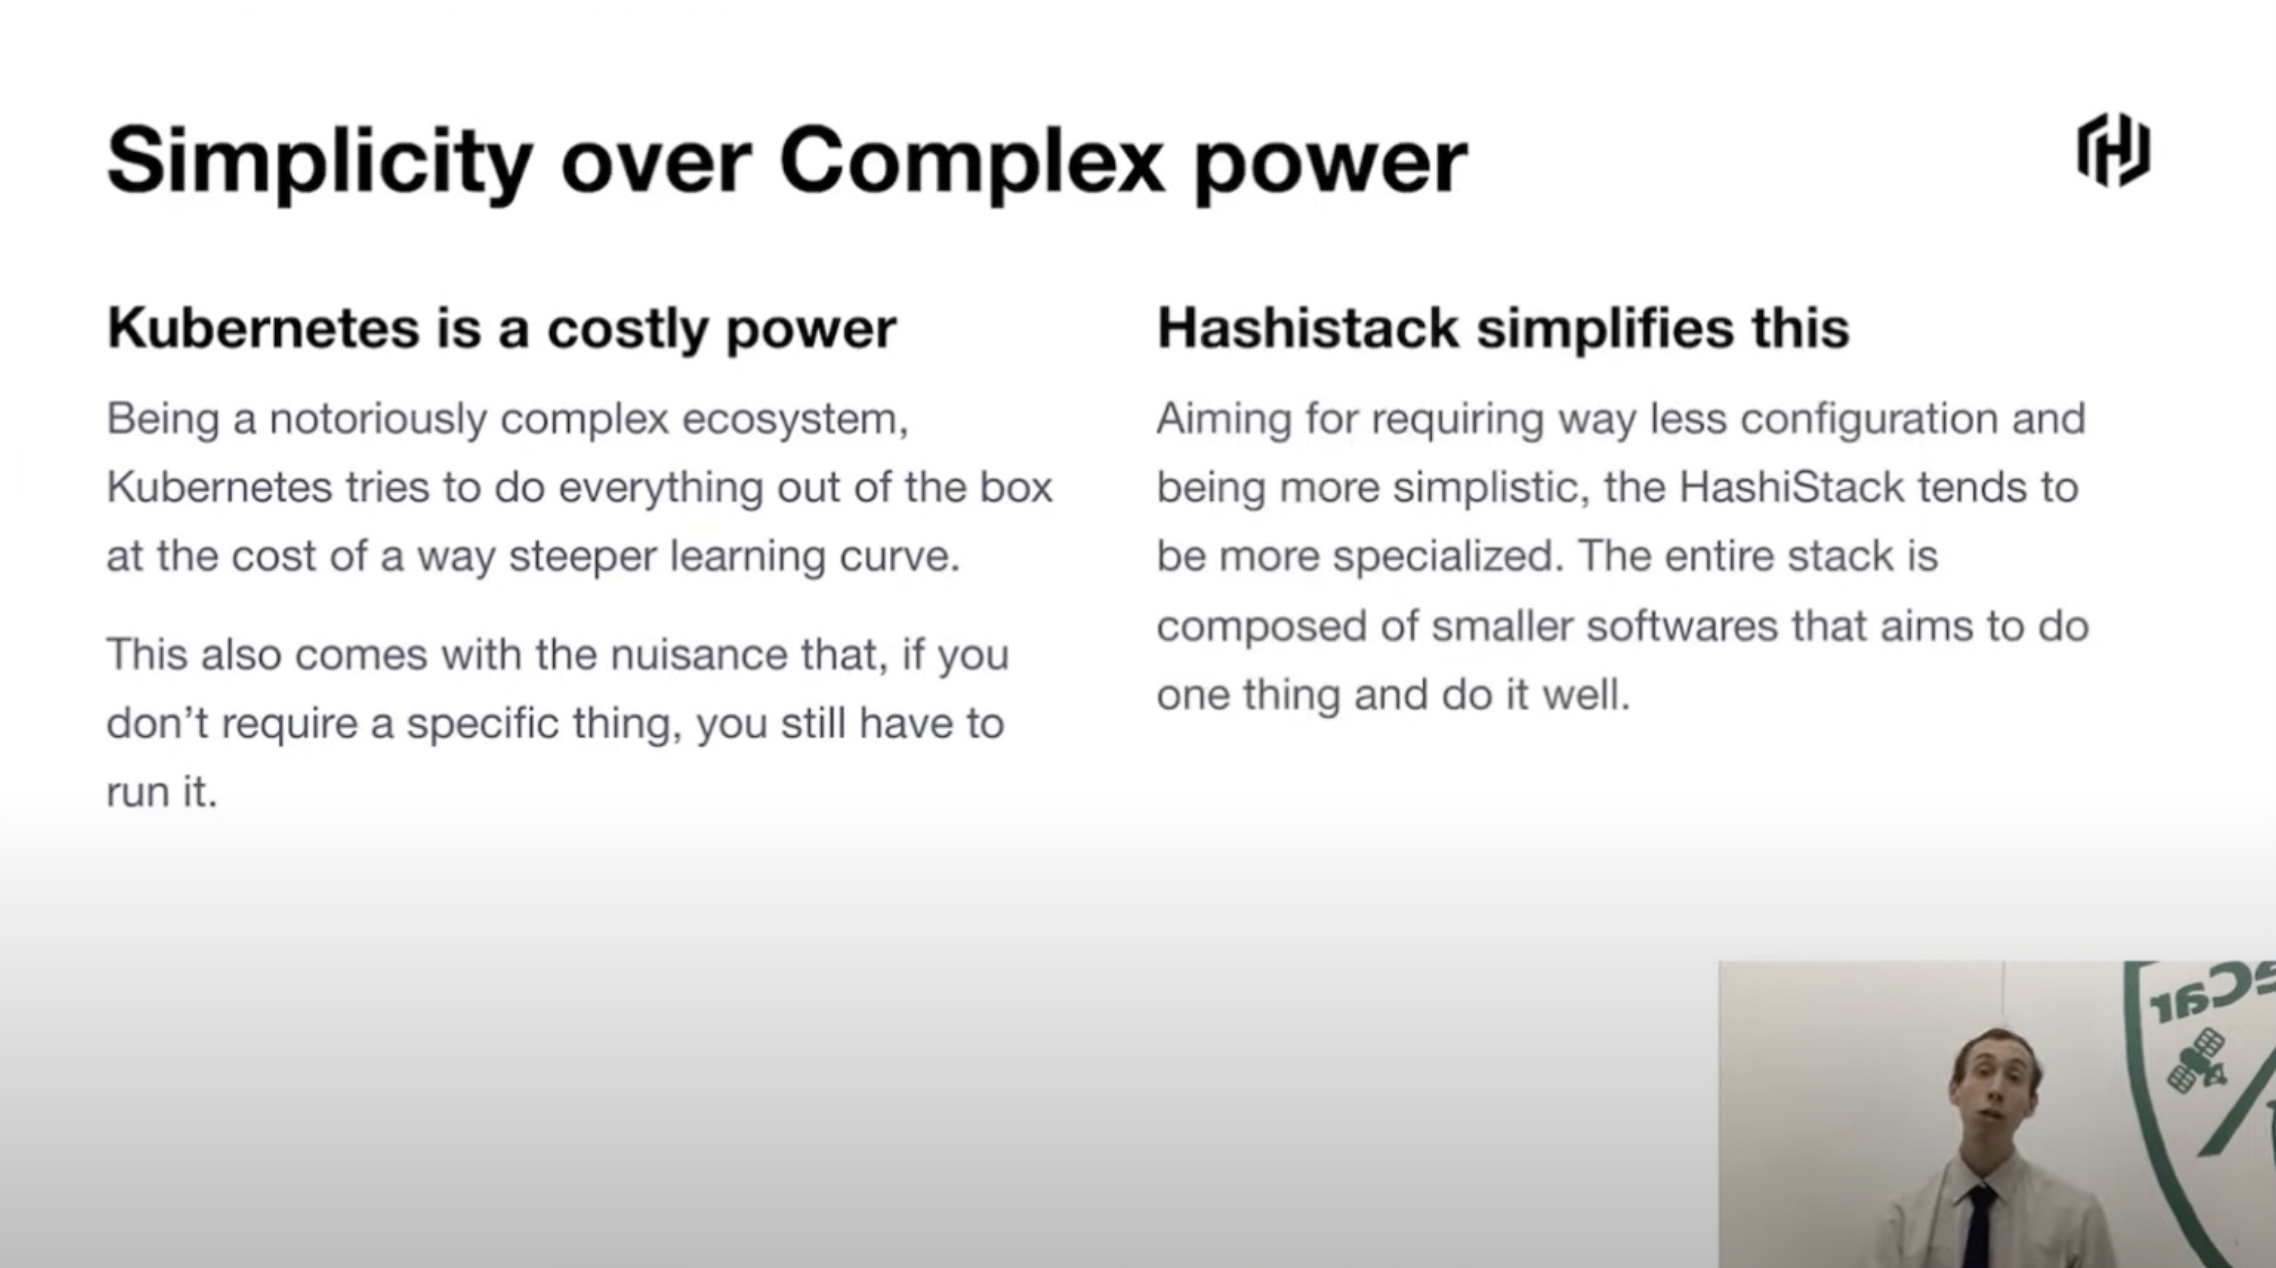 Simplicity over Complex power
Kubernetes is a costly power
Being a notoriously complex ecosystem,
Kubernetes tries to do everything out of the box
at the cost of a way steeper learning curve.
This also comes with the nuisance that, if you
don’t require a specific thing, you still have to
run it.
Hashistack simplifies this
Aiming for requiring way less configuration and
being more simplistic, the HashiStack tends to
be more specialized. The entire stack is
composed of smaller softwares that aims to do
one thing and do it well.